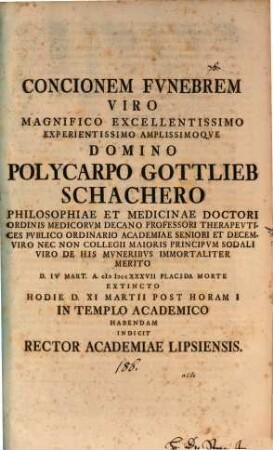 CONCIONEM FVNEBREM
VIRO
MAGNIFICO EXCELLENTISSIMO
EXPERIENTISSIMO AMPLISSIMOQVE
DOMINO
POLYCARPO GOTTLIEB
SCHACHERO
PHILOSOPHIAE ET MEDICINAE DOCTORI
ORDINIS MEDICORVM DECANO PROFESSORI THERAPEVTI-
CES PVBLICO ORDINARIO ACADEMIAE SENIORI ET DECEM-
VIRO NEC NON COLLEGII MAIORIS PRINCIPVM SODALI
VIRO DE HIS MVNERIBVS IMMORTALITER
MERITO
D. IV MART. A. cIɔ IɔccXXXVII PLACIDA MORTE
EXTINCTO
HODIE D. XI MARTII POST HORAM I
IN TEMPLO ACADEMICO
HABENDAM
INDICIT
RECTOR ACADEMIAE LIPSIENSIS.
186.